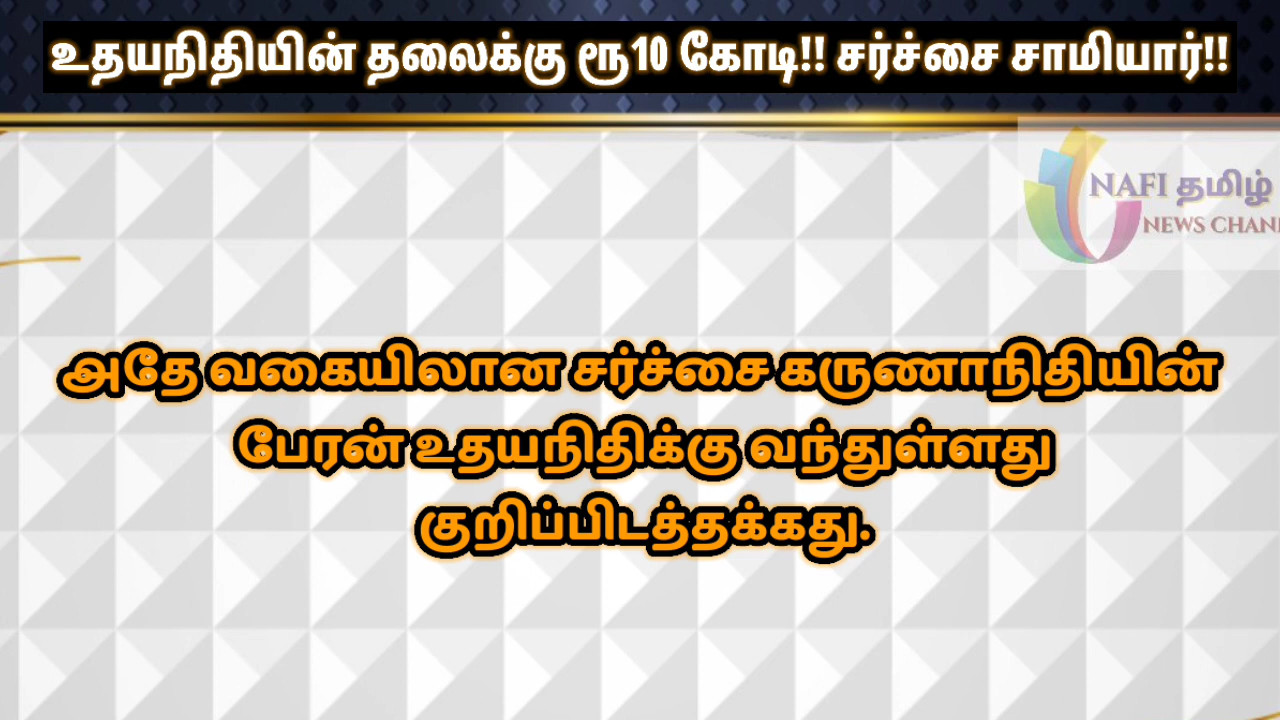 உதயநிதியின் தலைக்கு ரூ10 கோடி!! சர்ச்சை சாமியார்!!
NAFI தமிழ்
NEWS CHAN
அதே வகையிலான சர்ச்சை கருணாநிதியின்
பேரன் உதயநிதிக்கு வந்துள்ளது
குறிப்பிடத்தக்கது.